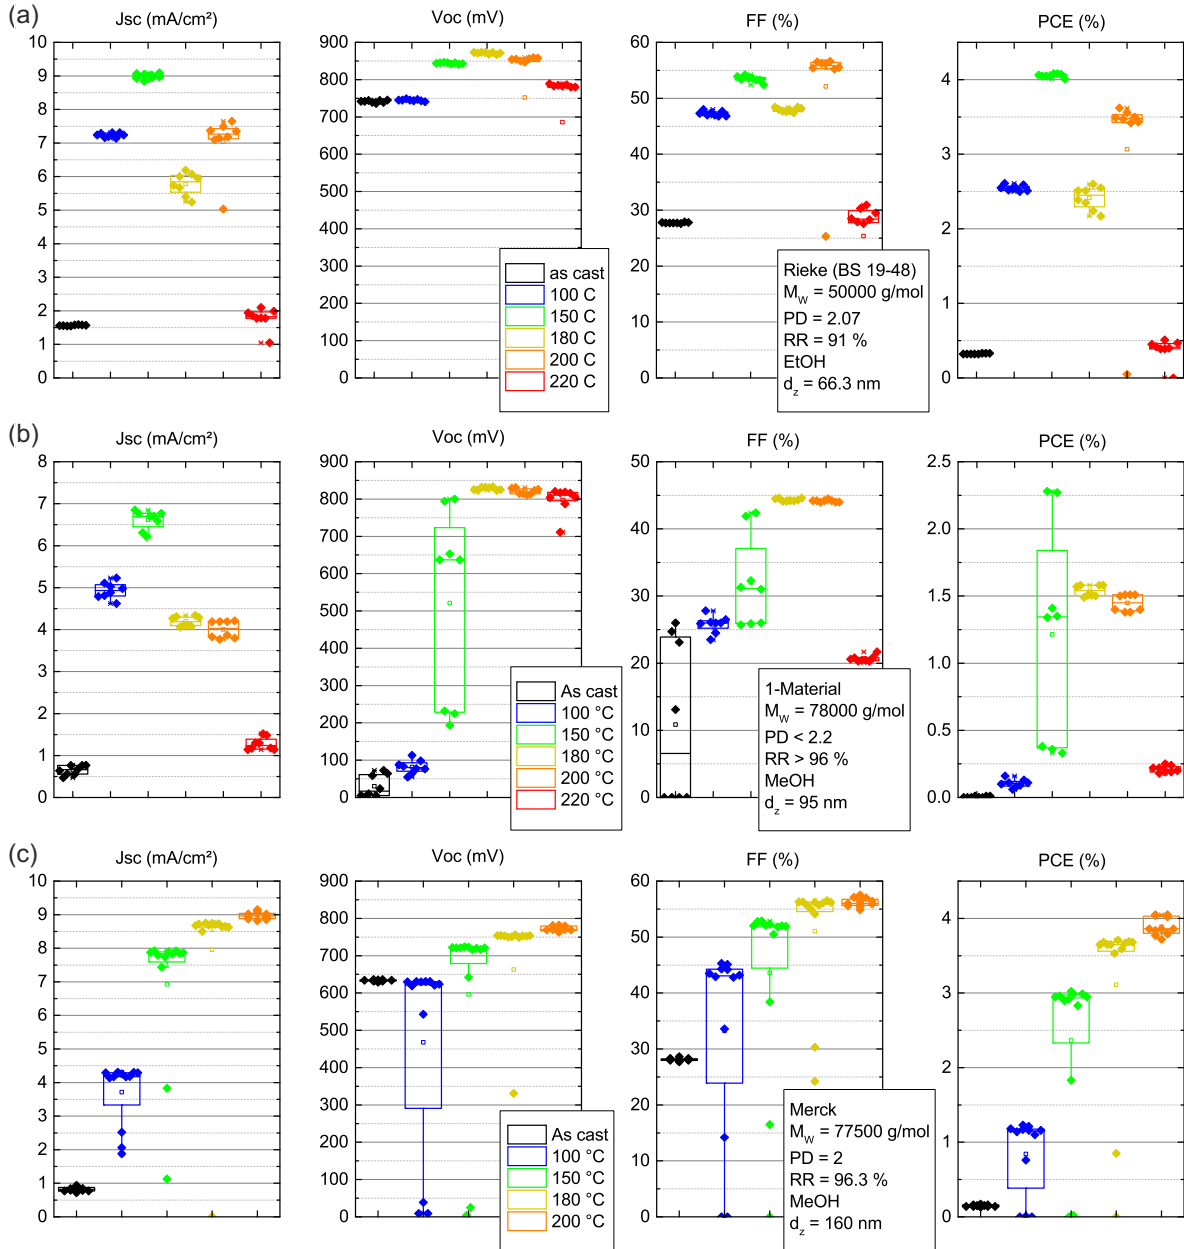 (a)
Jsc (mA/cm²)
Voc (mV)
FF (%)
PCE (%)
10
9
8
7
6
5
4
3
2
1
0
900
800
700
600
500
400
300
200
100
0
60
50
40
30
20
10
0
4
3
2
1
0
as cast
100 C
150 C
180 C
200 C
220 C
Rieke (BS 19-48)
M_W = 50000 g/mol
PD = 2.07
RR = 91 %
EtOH
d_z = 66.3 nm
(b)
Jsc (mA/cm²)
Voc (mV)
FF (%)
PCE (%)
8
7
6
5
4
3
2
1
0
900
800
700
600
500
400
300
200
100
0
50
40
30
20
10
0
2.5
2.0
1.5
1.0
0.5
0.0
As cast
100 °C
150 °C
180 °C
200 °C
220 °C
1-Material
M_W = 78000 g/mol
PD < 2.2
RR > 96 %
MeOH
d_z = 95 nm
(c)
Jsc (mA/cm²)
Voc (mV)
FF (%)
PCE (%)
10
9
8
7
6
5
4
3
2
1
0
900
800
700
600
500
400
300
200
100
0
60
50
40
30
20
10
0
4
3
2
1
0
As cast
100 °C
150 °C
180 °C
200 °C
Merck
M_W = 77500 g/mol
PD = 2
RR = 96.3 %
MeOH
d_z = 160 nm